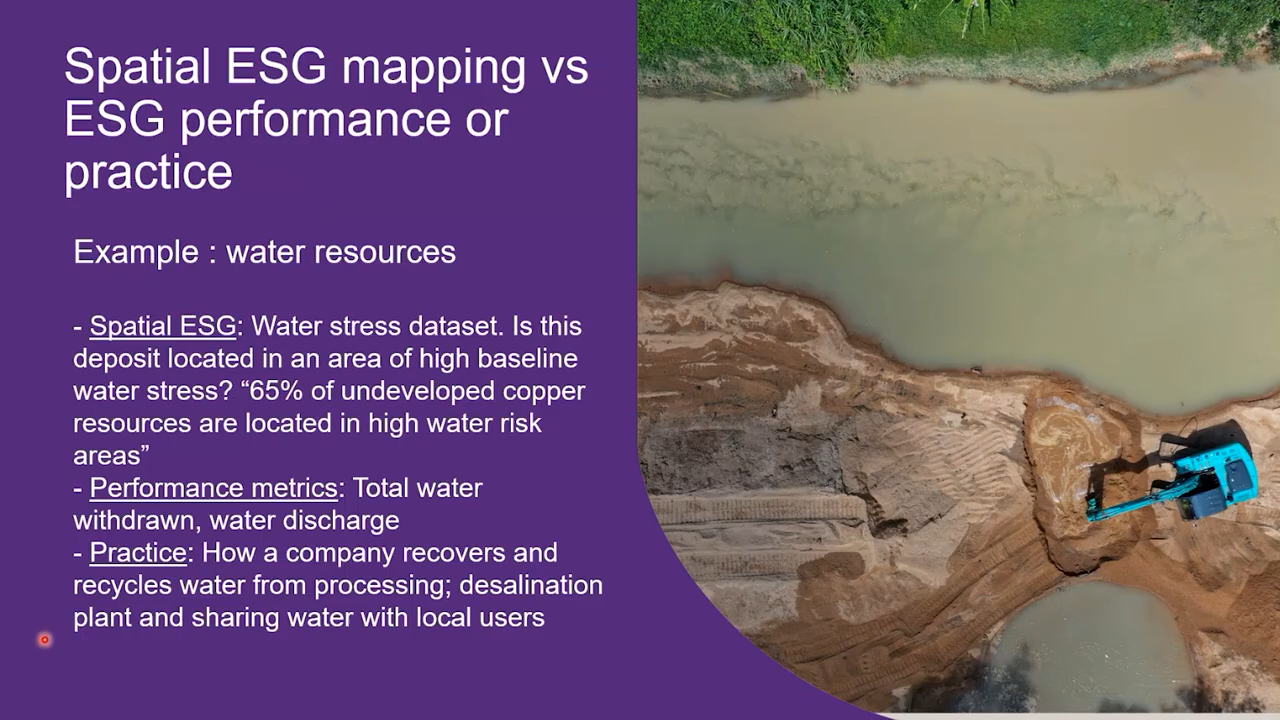 Spatial ESG mapping vs
ESG performance or
practice
Example : water resources
- Spatial ESG: Water stress dataset. Is this
deposit located in an area of high baseline
water stress? “65% of undeveloped copper
resources are located in high water risk
areas”
- Performance metrics: Total water
withdrawn, water discharge
- Practice: How a company recovers and
recycles water from processing; desalination
plant and sharing water with local users